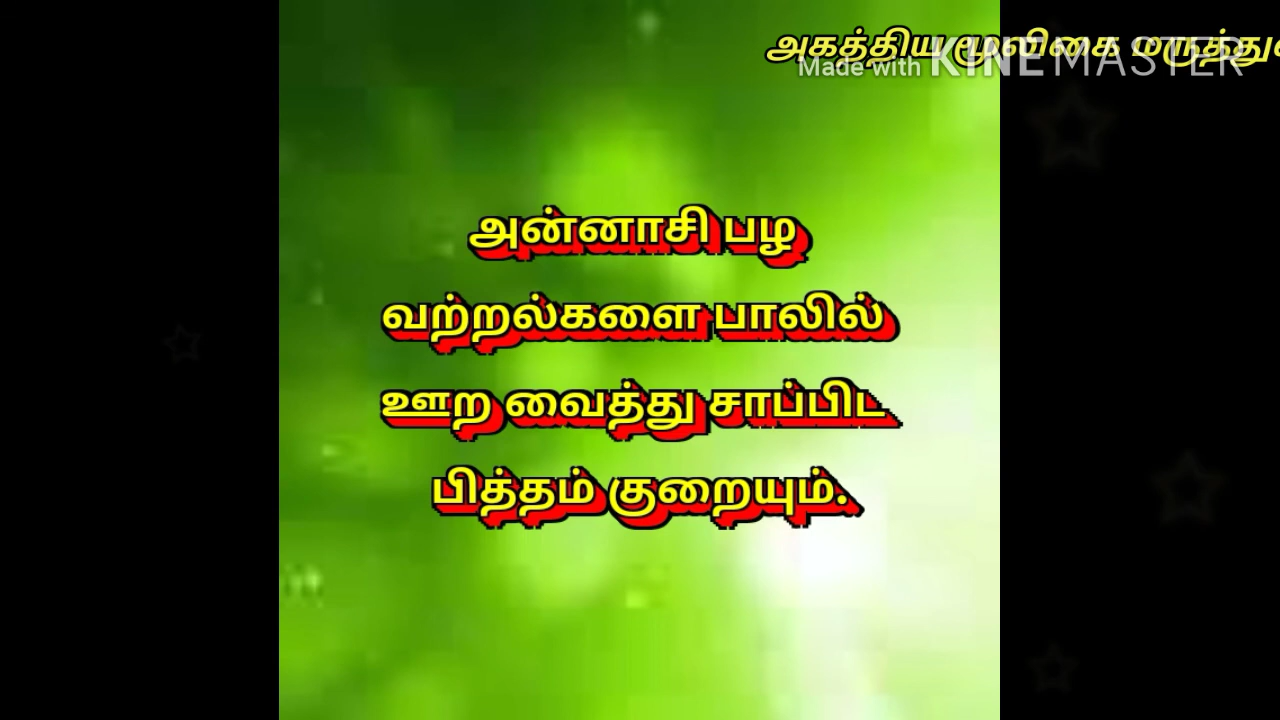 அகத்திய மூலிகை
Made with KINEMASTER
அன்னாசி பழ
வற்றல்களை பாலில்
ஊற வைத்து சாப்பிட
பித்தம் குறையும்.